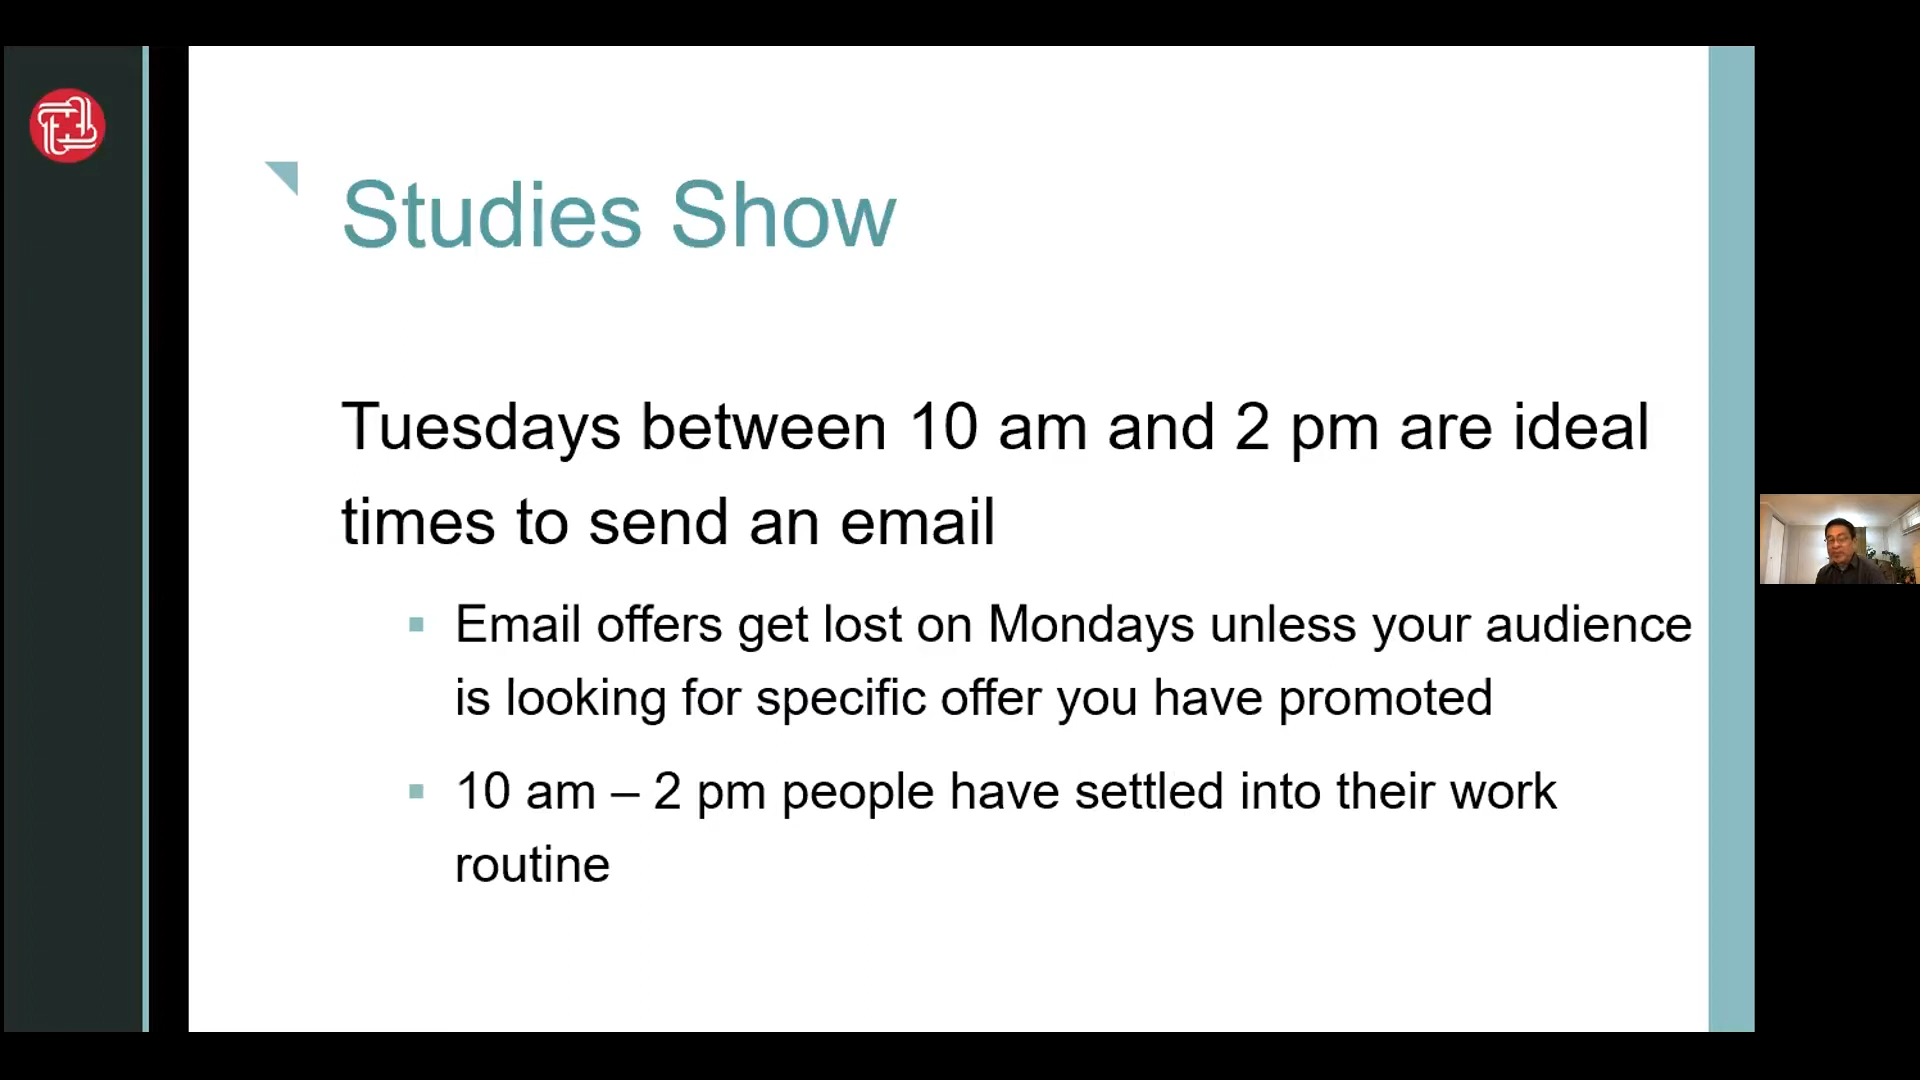 Studies Show
Tuesdays between 10 am and 2 pm are ideal
times to send an email
Email offers get lost on Mondays unless your audience
is looking for specific offer you have promoted
10 am – 2 pm people have settled into their work
routine